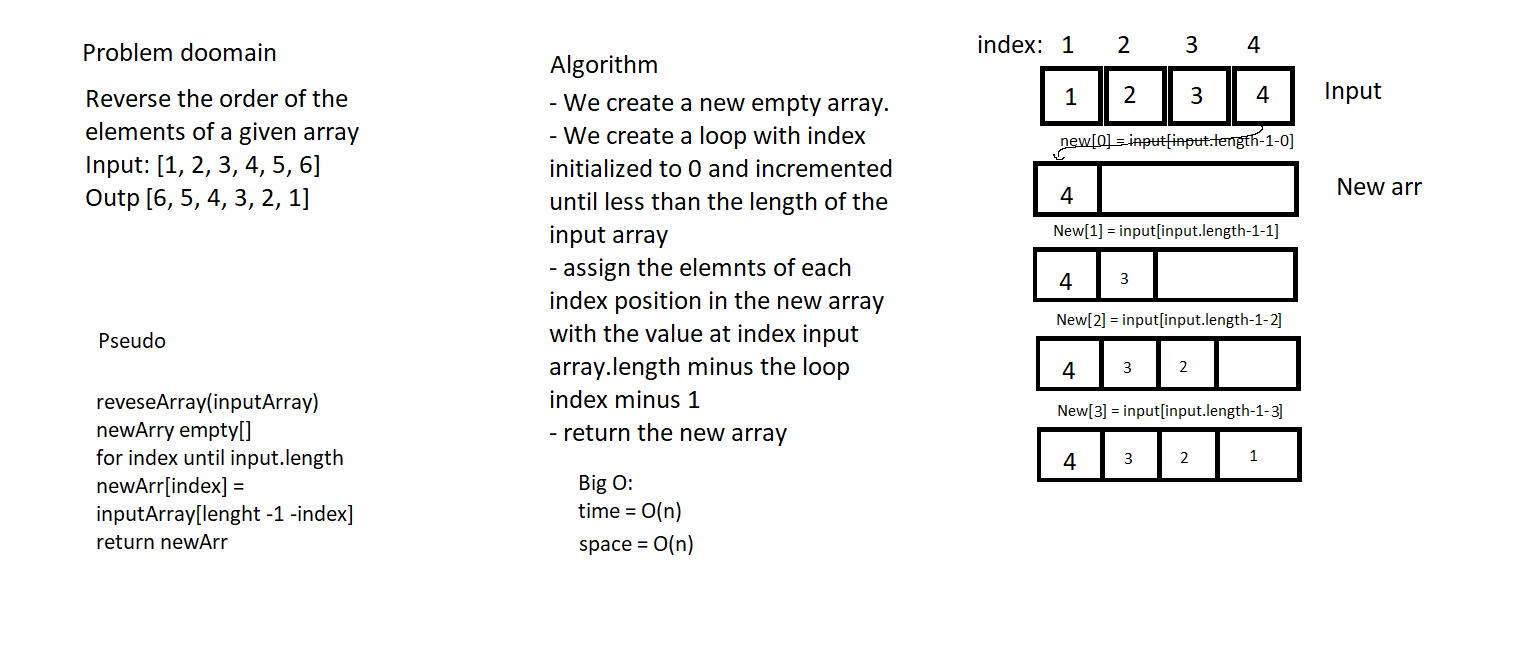 Problem doomain
Reverse the order of the
elements of a given array
Input: [1, 2, 3, 4, 5, 6]
Outp [6, 5, 4, 3, 2, 1]
Pseudo
reveseArray(inputArray)
newArry empty[]
for index until input.length
newArr[index] =
inputArray[lenght -1 -index]
return newArr
Algorithm
- We create a new empty array.
- We create a loop with index
initialized to 0 and incremented
until less than the length of the
input array
- assign the elemnts of each
index position in the new array
with the value at index input
array.length minus the loop
index minus 1
- return the new array
Big O:
time = O(n)
space = O(n)
index: 1 2 3 4
1 2 3 4 Input
new[0] = input[input.length-1-0]
4 New arr
New[1] = input[input.length-1-1]
4 3
New[2] = input[input.length-1-2]
4 3 2
New[3] = input[input.length-1-3]
4 3 2 1